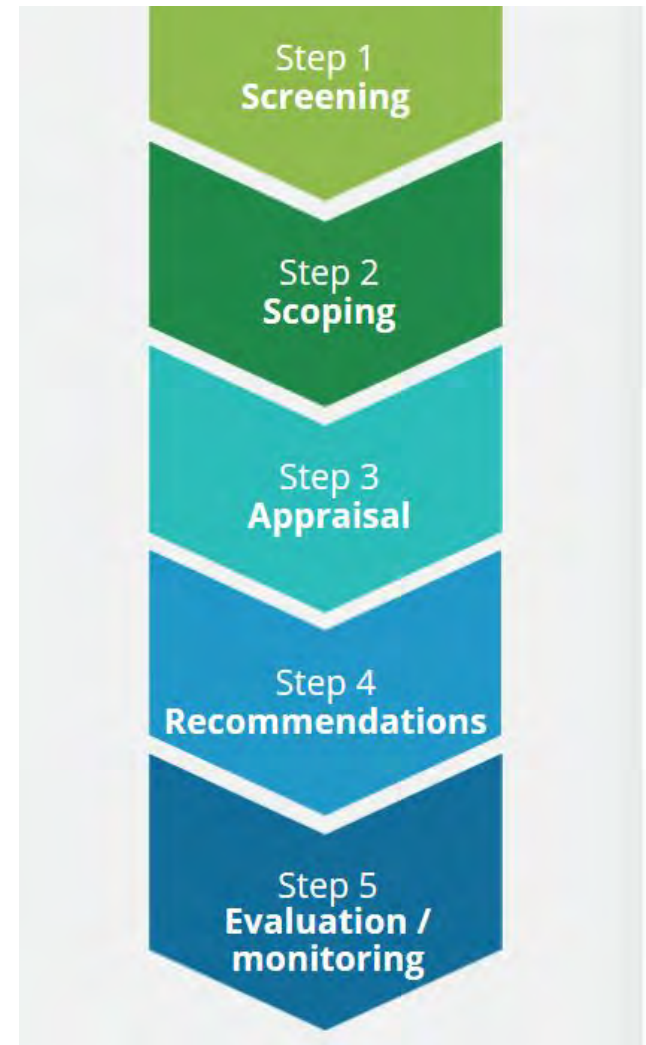 Step 1
Screening
Step 2
Scoping
Step 3
Appraisal
Step 4
Recommendations
Step 5
Evaluation /
monitoring